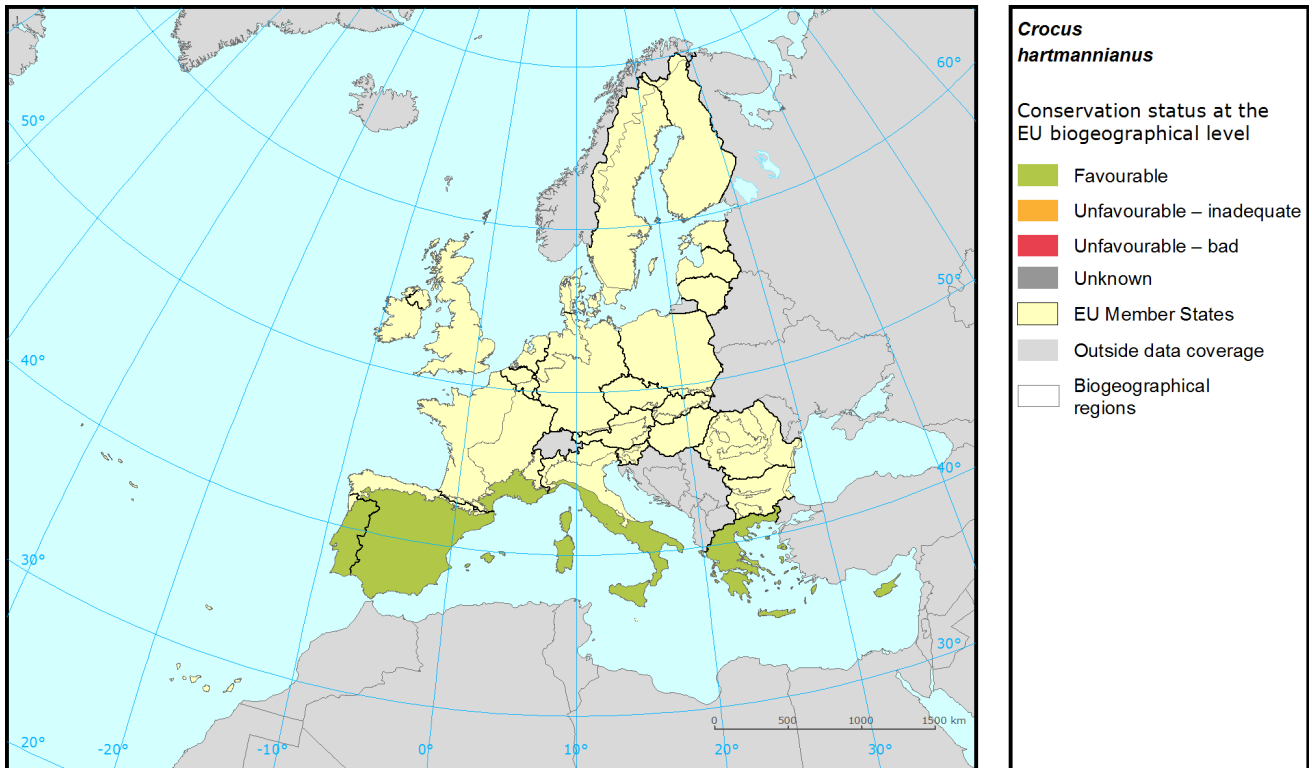 Crocus
hartmannianus
Conservation status at the
EU biogeographical level
Favourable
Unfavourable – inadequate
Unfavourable – bad
Unknown
EU Member States
Outside data coverage
Biogeographical
regions
60°
50°
50°
40°
40°
30°
30°
0 500 1000 1500 km
20° -20° -10° 0° 10° 20° 30°